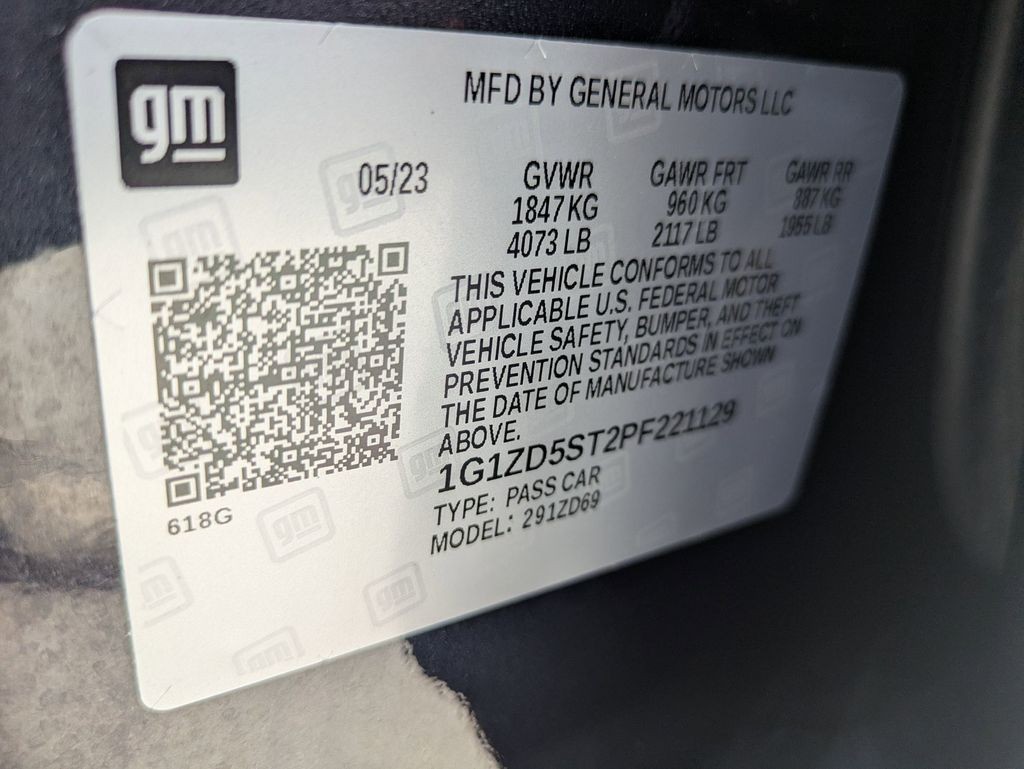 gm
MFD BY GENERAL MOTORS LLC
05/23
GVWR
1847 KG
4073 LB
GAWR FRT
960 KG
2117 LB
GAWR RR
887 KG
1955 LB
THIS VEHICLE CONFORMS TO ALL
APPLICABLE U.S. FEDERAL MOTOR
VEHICLE SAFETY, BUMPER, AND THEFT
PREVENTION STANDARDS IN EFFECT ON
THE DATE OF MANUFACTURE SHOWN
ABOVE.
1G1ZD5ST2PF221129
TYPE: PASS CAR
MODEL: 291ZD69
618G